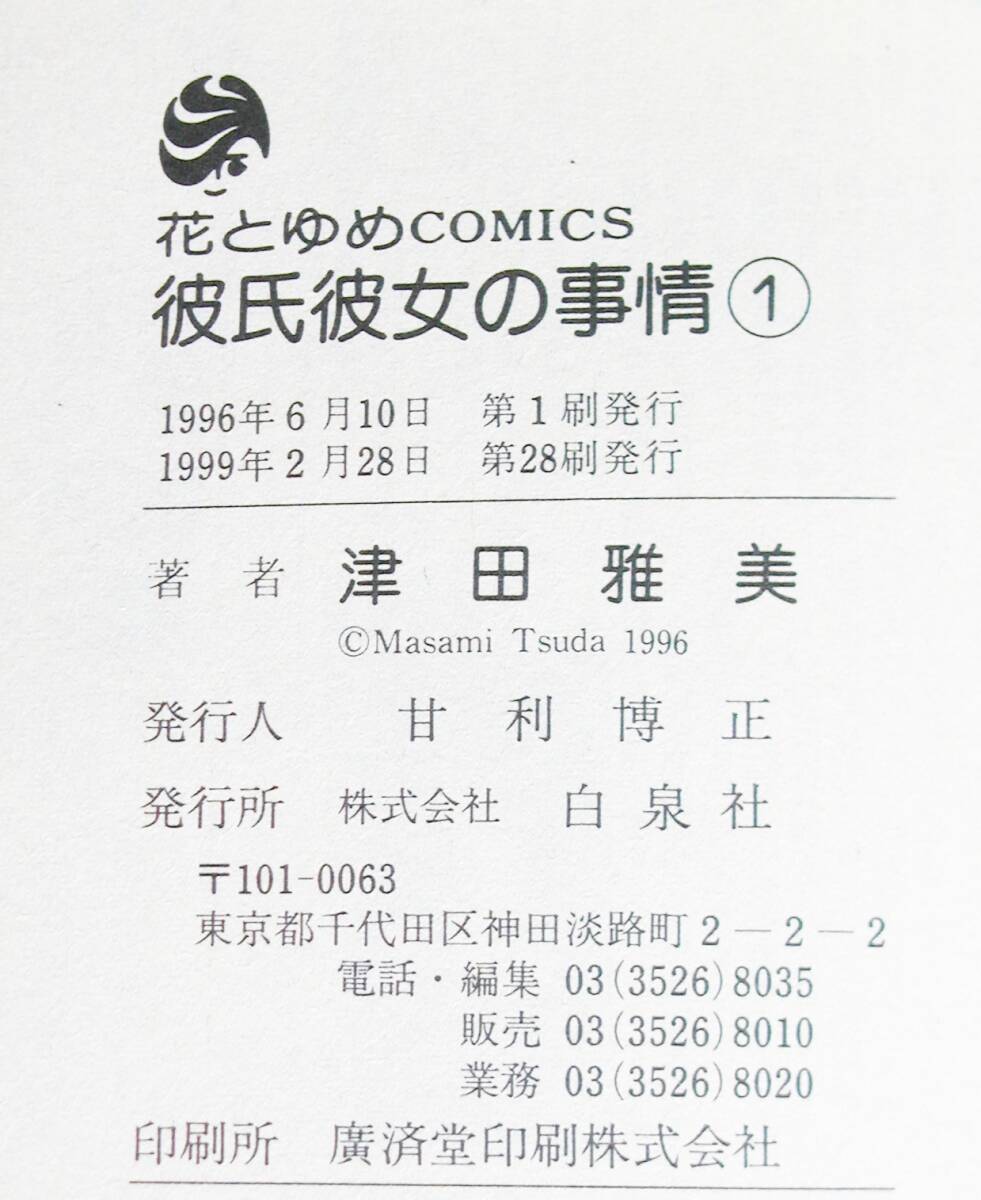 花とゆめCOMICS
彼氏彼女の事情①
1996年6月10日 第1刷発行
1999年2月28日 第28刷発行
著者 津田雅美
©Masami Tsuda 1996
発行人 甘利博正
発行所 株式会社 白泉社
〒101-0063
東京都千代田区神田淡路町2－2－2
電話・編集 03(3526)8035
販売 03(3526)8010
業務 03(3526)8020
印刷所 廣済堂印刷株式会社